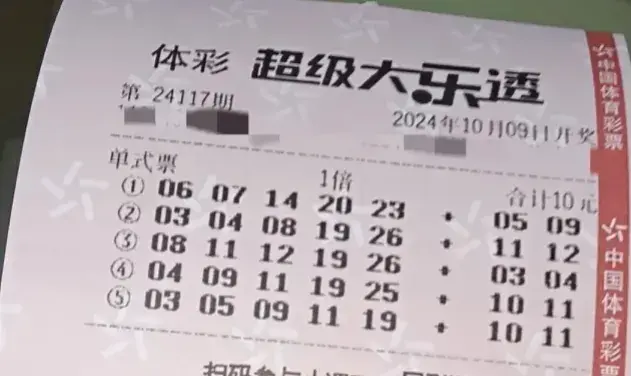 体彩 超级大乐透
第 24117期
2024年10月09日开奖
单式票 1倍 合计10元
① 06 07 14 20 23 + 05 09
② 03 04 08 19 26 + 11 12
③ 08 11 12 19 26 + 03 04
④ 04 09 11 19 25 + 10 11
⑤ 03 05 09 11 19 + 10 11
中国体育彩票
中国体育彩票